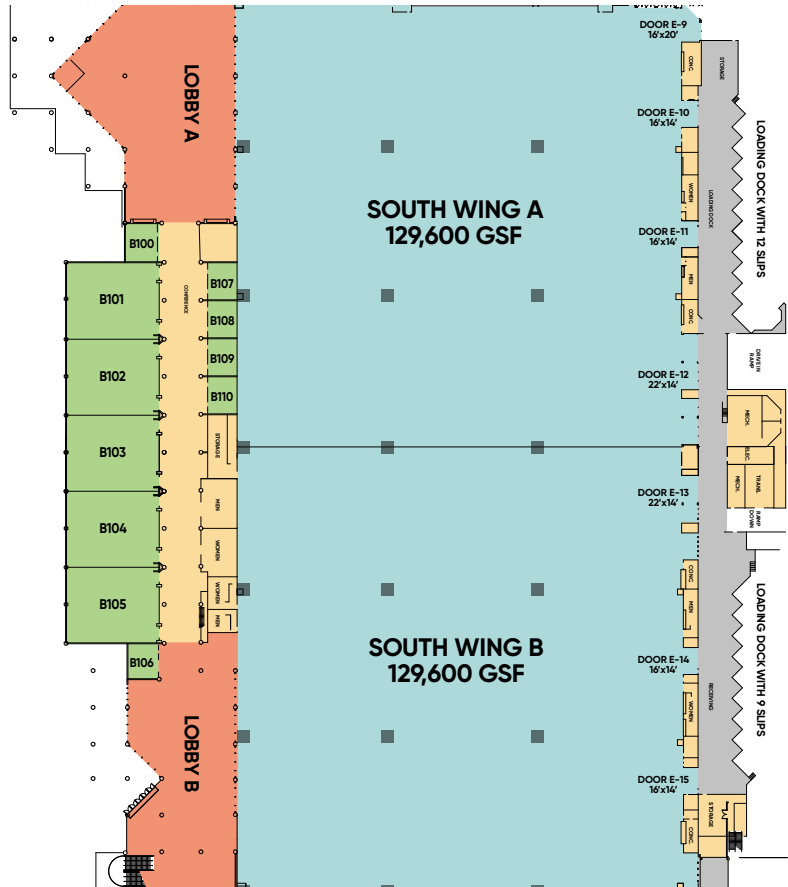 DOOR E-9
16'x20'
CONC.
STORAGE
LOBBY A
DOOR E-10
16'x14'
LOADING DOCK WITH 12 SLIPS
WOMEN
LOADING DOCK
SOUTH WING A
129,600 GSF
DOOR E-11
16'x14'
B100
MEN
B107
B101
CONFERENCE
B108
CONC.
B109
DRIVE IN
RAMP
B102
DOOR E-12
22'x14'
B110
MECH.
STORAGE
B103
ELEC.
MECH.
TRANS.
DOOR E-13
22'x14'
MEN
RAMP
DOWN
B104
WOMEN
CONC.
WOMEN
B105
MEN
MEN
LOADING DOCK WITH 9 SLIPS
SOUTH WING B
129,600 GSF
B106
DOOR E-14
16'x14'
RECEIVING
WOMEN
LOBBY B
DOOR E-15
16'x14'
STORAGE
CONC.